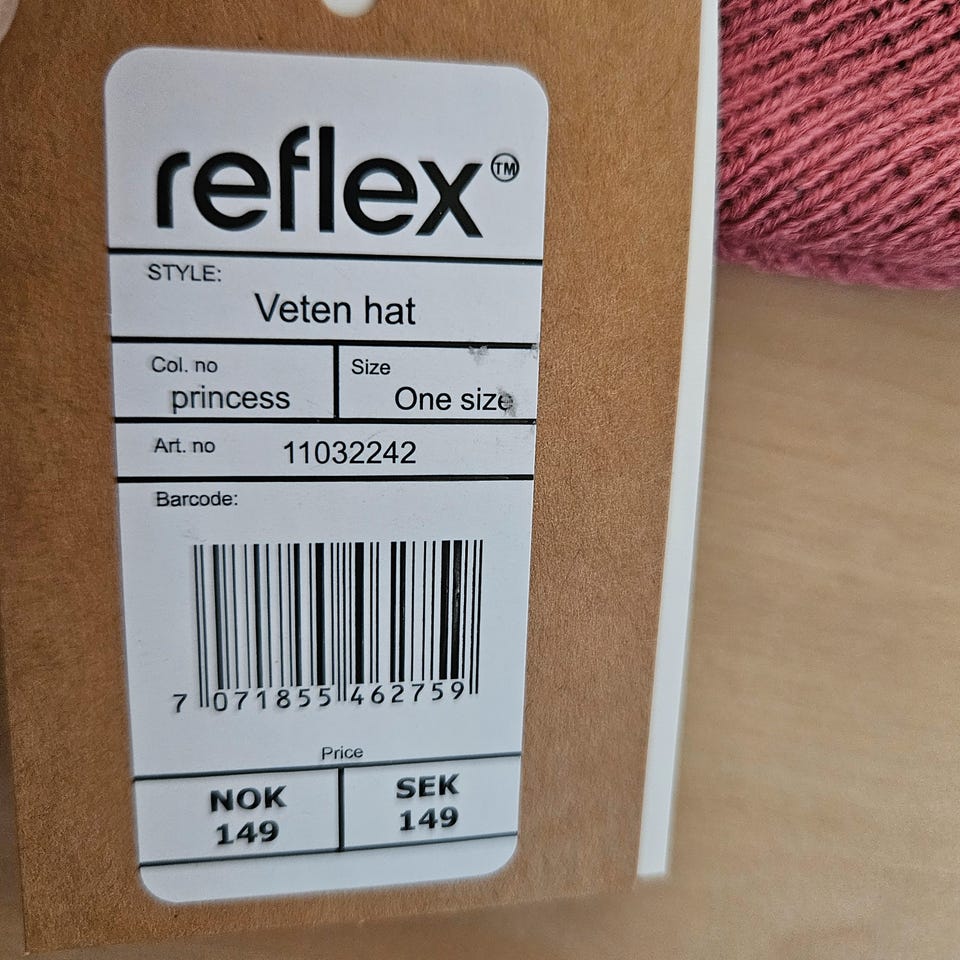 reflex™
STYLE:
Veten hat
Col. no
princess
Size
One size
Art. no 11032242
Barcode:
7 071855 462759
Price
NOK
149
SEK
149